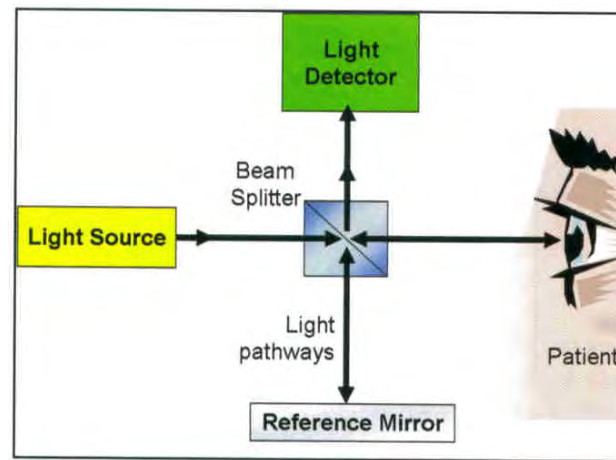 Light
Detector
Beam
Splitter
Light Source
Light
pathways
Patient
Reference Mirror